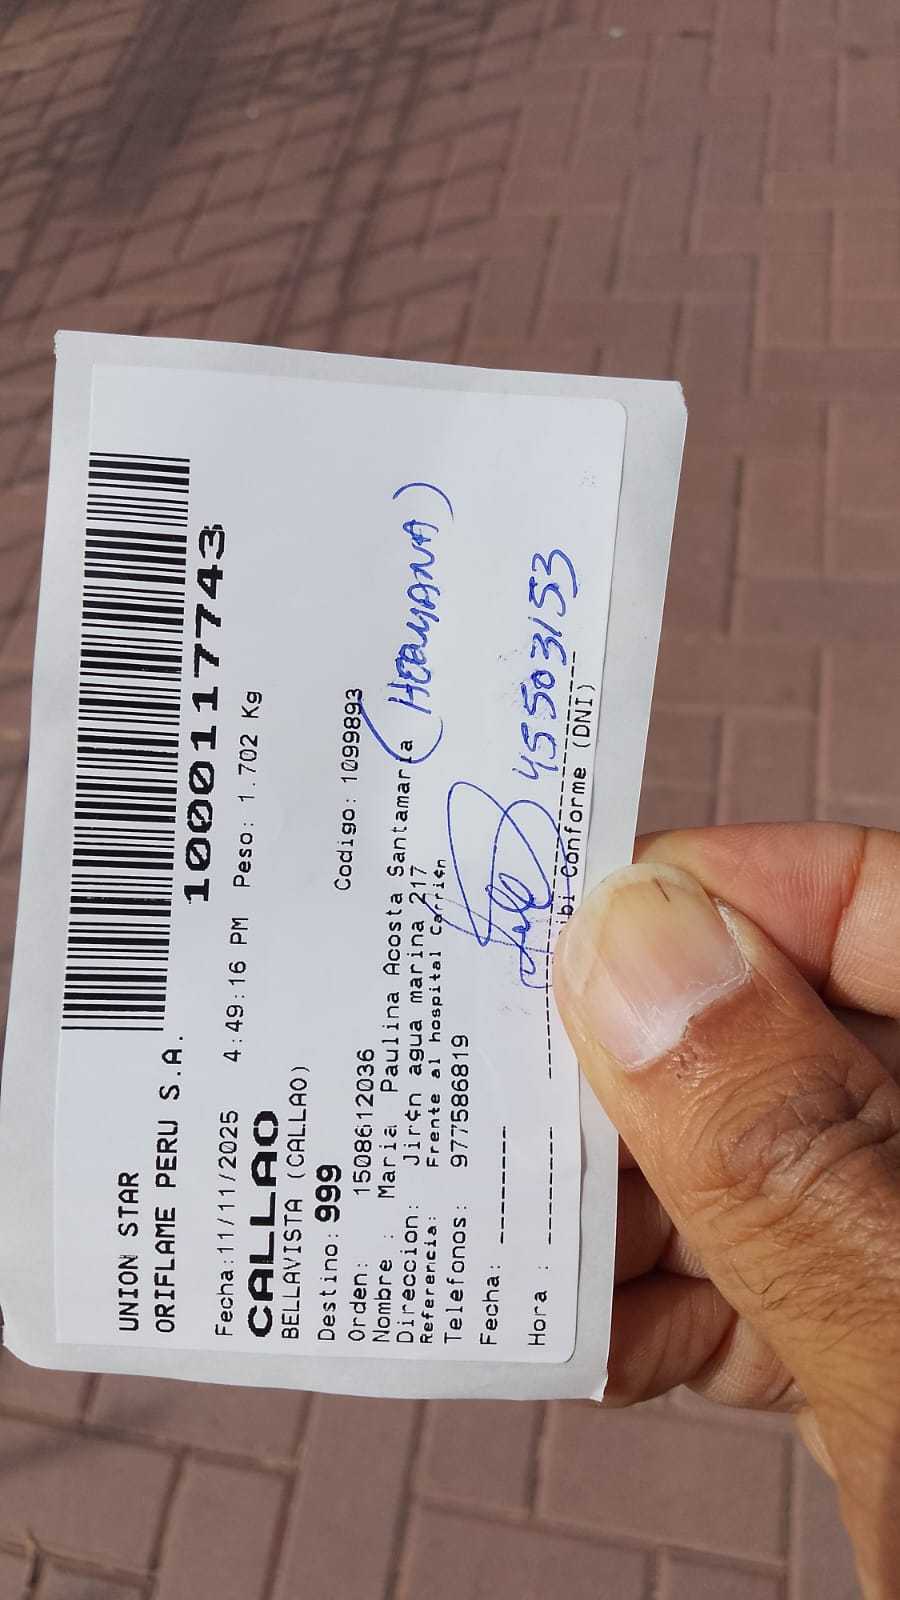 UNION STAR
ORIFLAME PERU S.A.
1000117743
Fecha:11/11/2025 4:49:16 PM Peso: 1.702 Kg
CALLAO
BELLAVISTA (CALLAO)
Destino: 999
Orden: 1508612036 Codigo: 1099893
Nombre : Maria Paulina Acosta Santamaria (HERMANA)
Direccion: Jir¢n agua marina 217
Referencia: Frente al hospital Carri¢n
Telefonos: 977586819
45503153
Fecha: --------
Hora : -------- ibi Conforme (DNI)